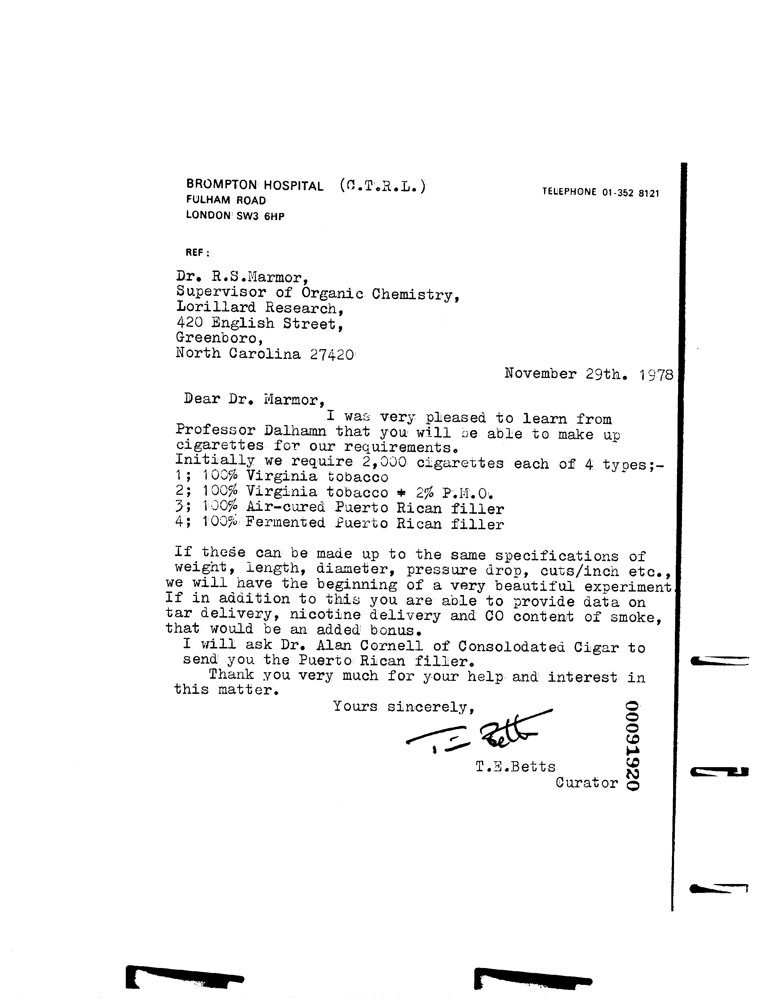 BROMPTON HOSPITAL (C.T.R.L.)
FULHAM ROAD
LONDON SW3 6HP
TELEPHONE 01-352 8121
REF:
Dr. R.S.Marmor,
Supervisor of Organic Chemistry,
Lorillard Research,
420 English Street,
Greenboro,
North Carolina 27420
November 29th. 1978
Dear Dr. Marmor,
I was very pleased to learn from
Professor Dalhamn that you will be able to make up
cigarettes for our requirements.
Initially we require 2,000 cigarettes each of 4 types;-
1; 100% Virginia tobacco
2; 100% Virginia tobacco + 2% P.M.O.
3; 100% Air-cured Puerto Rican filler
4; 100% Fermented Puerto Rican filler
If these can be made up to the same specifications of
weight, length, diameter, pressure drop, cuts/inch etc.,
we will have the beginning of a very beautiful experiment
If in addition to this you are able to provide data on
tar delivery, nicotine delivery and CO content of smoke,
that would be an added bonus.
I will ask Dr. Alan Cornell of Consolodated Cigar to
send you the Puerto Rican filler.
Thank you very much for your help and interest in
this matter.
Yours sincerely,
T E Betts
T.E.Betts
Curator
00091920